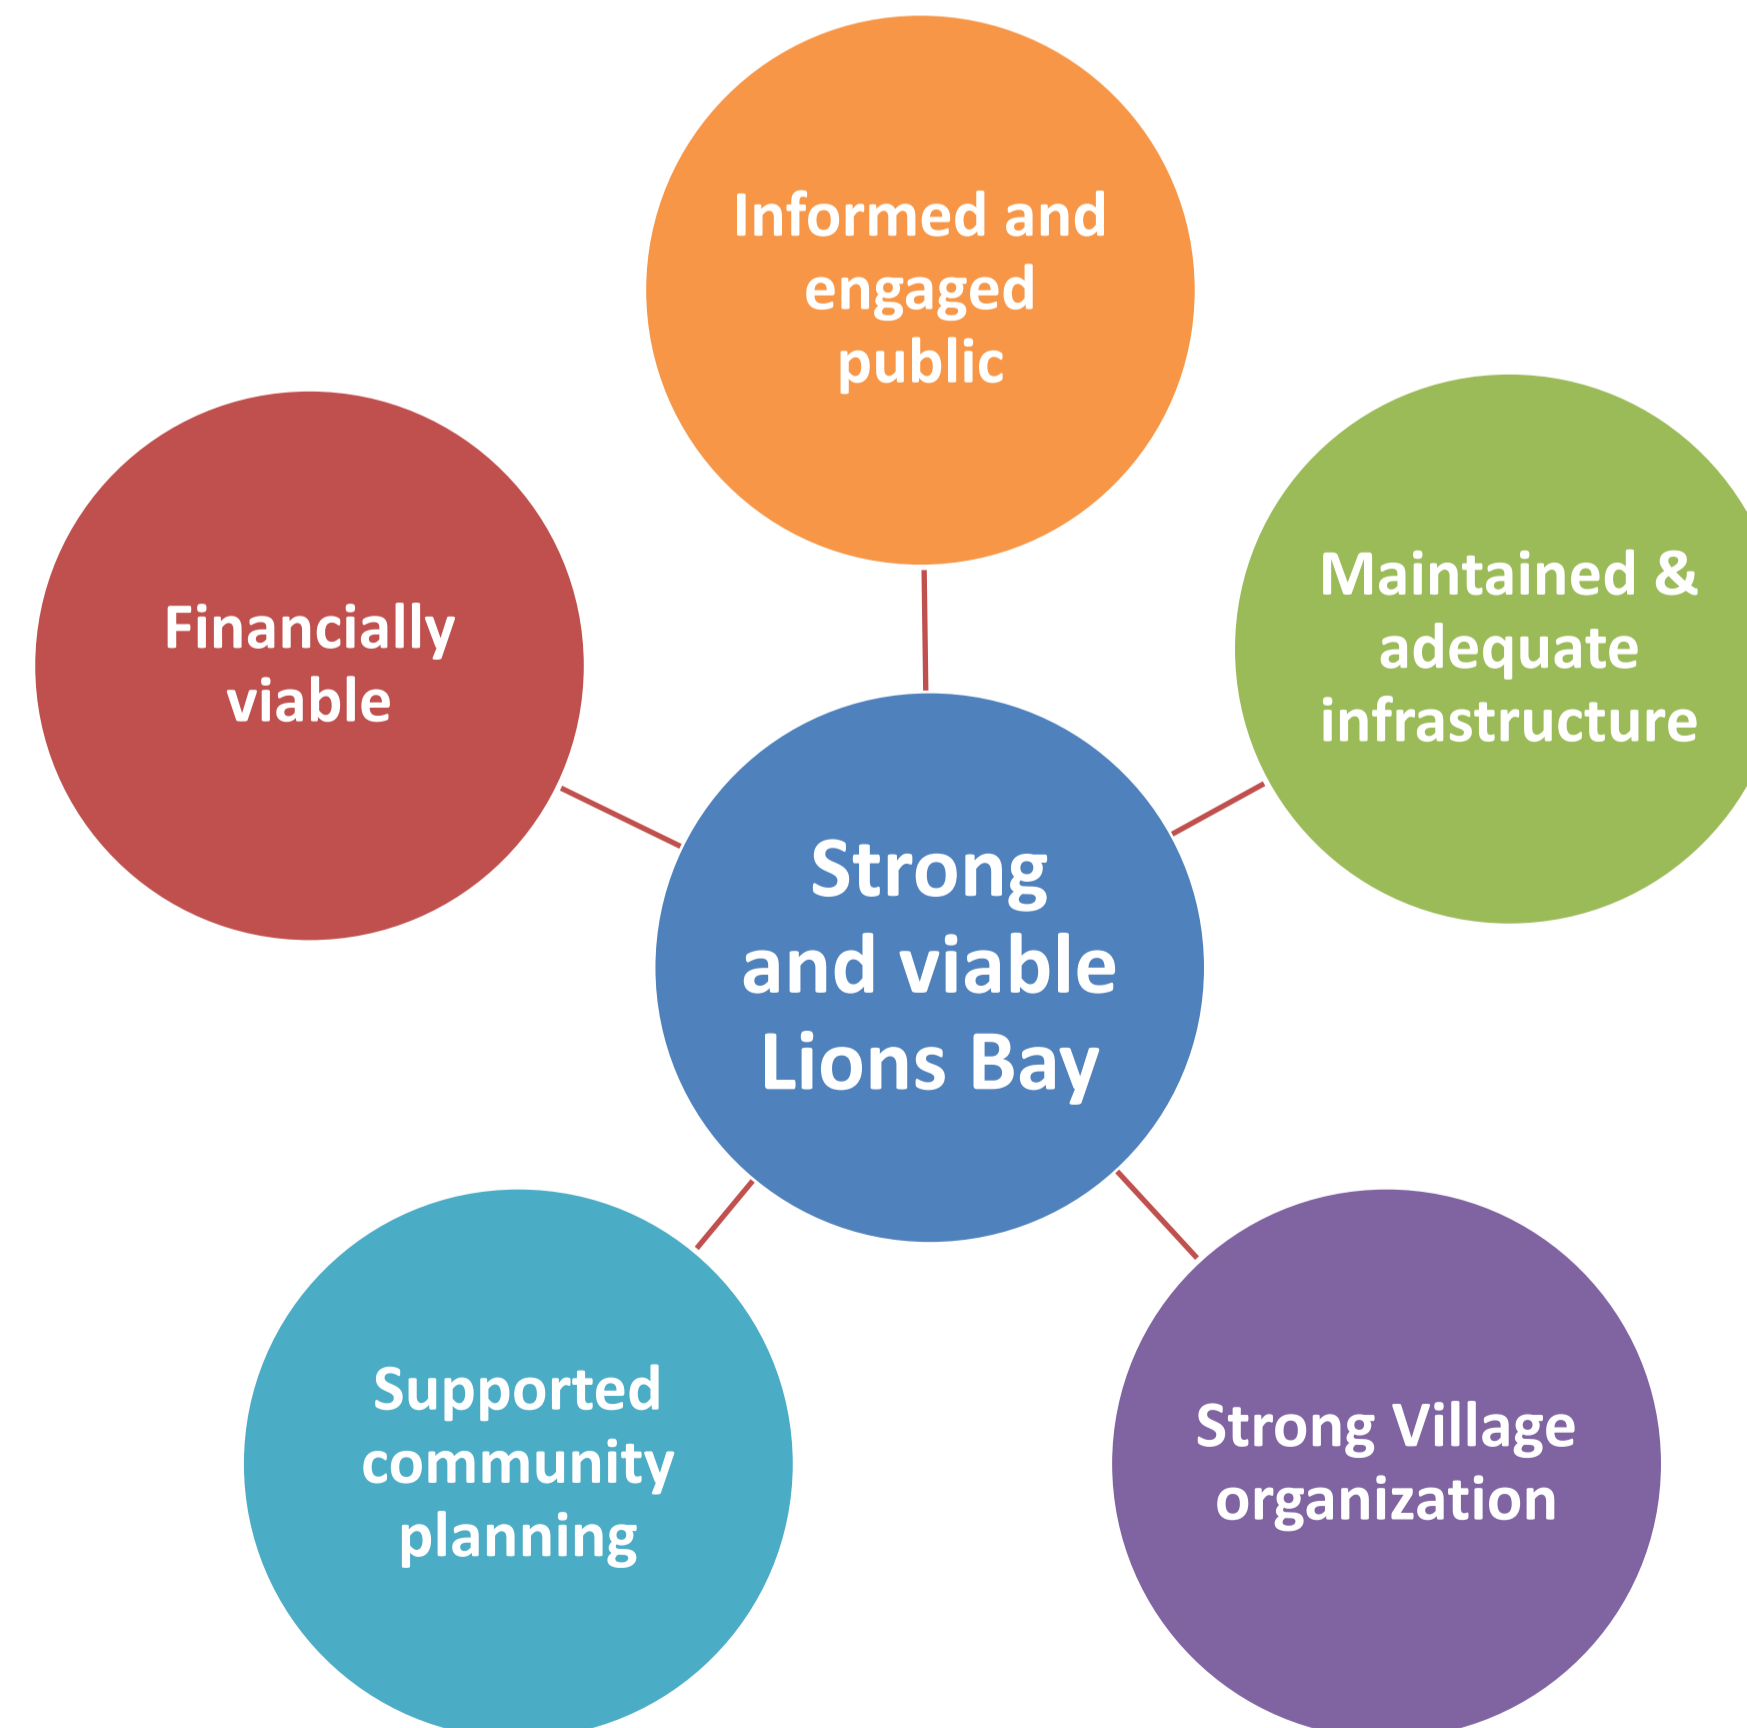 Informed and
engaged
public
Financially
viable
Maintained &
adequate
infrastructure
Strong
and viable
Lions Bay
Supported
community
planning
Strong Village
organization